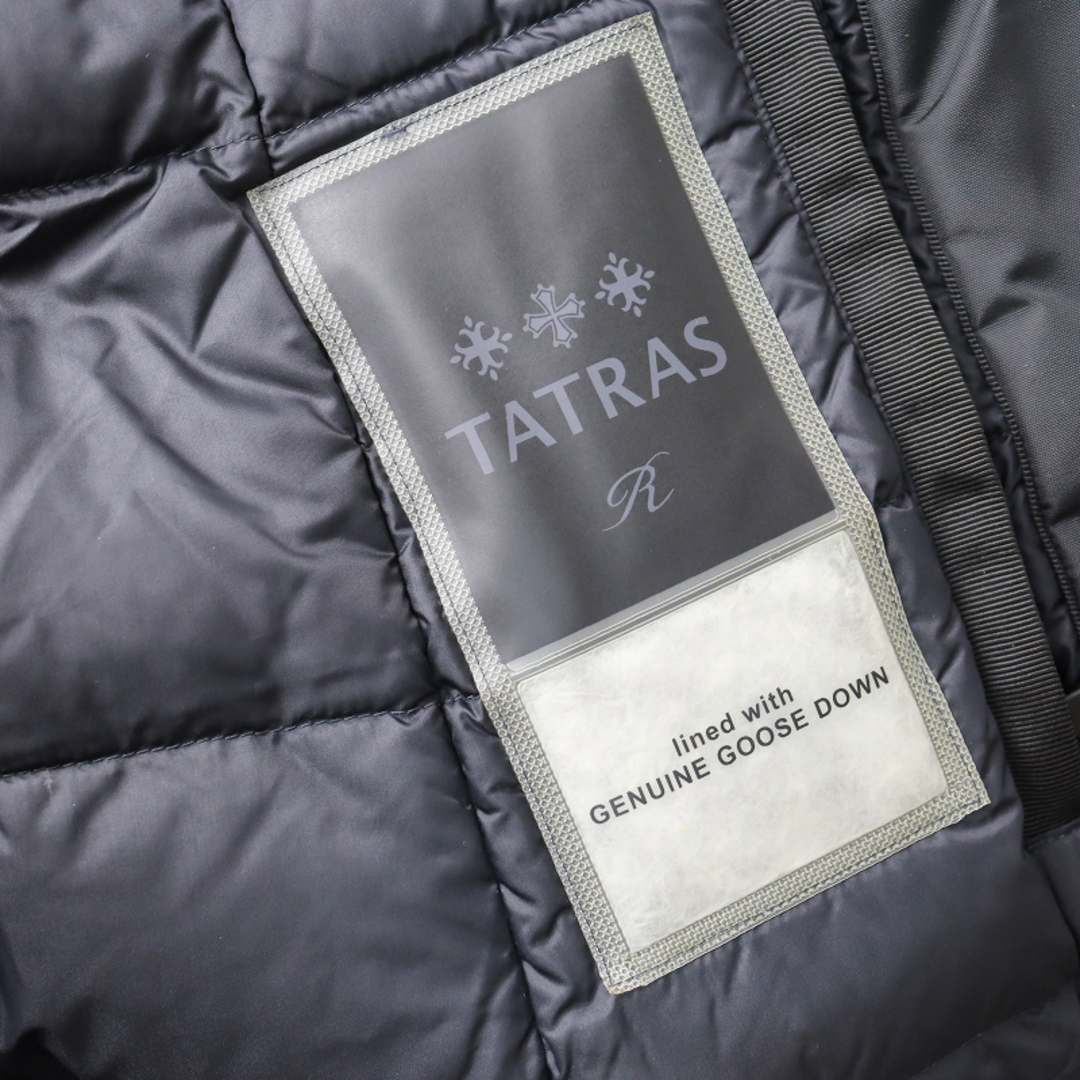 TATRAS
R
lined with
GENUINE GOOSE DOWN